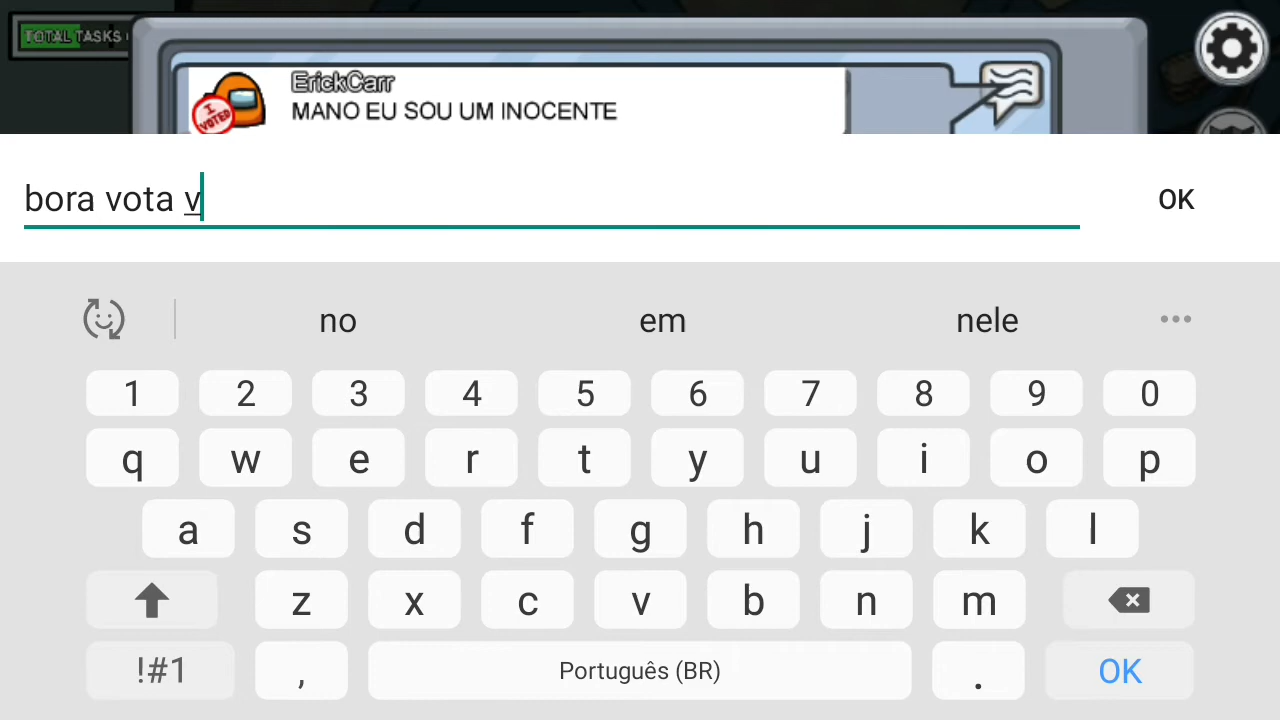 TOTAL TASKS
ErickCarr
I VOTED
MANO EU SOU UM INOCENTE
bora vota v
OK
no em nele
1 2 3 4 5 6 7 8 9 0
q w e r t y u i o p
a s d f g h j k l
z x c v b n m
!#1 , Português (BR) . OK